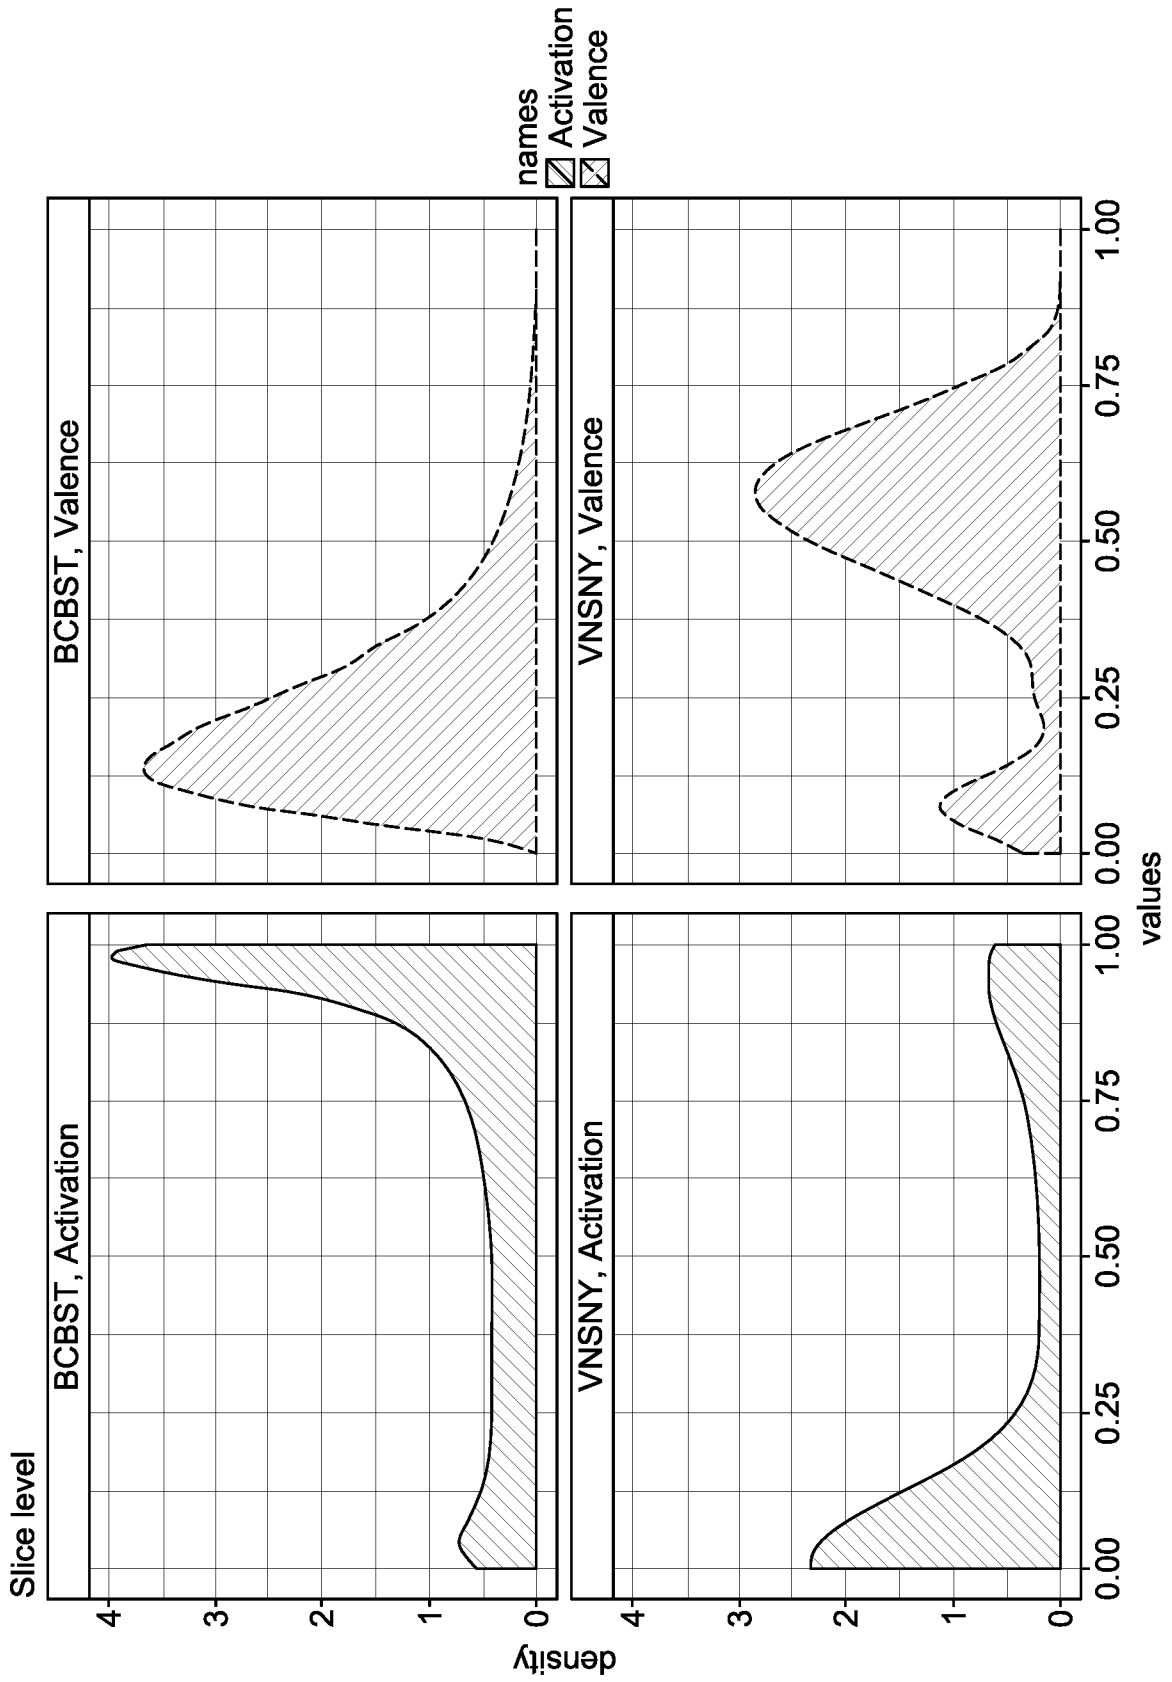 Slice level
BCBST, Activation
BCBST, Valence
4
3
2
1
0
VNSNY, Activation
VNSNY, Valence
4
3
2
1
0
density
0.00 0.25 0.50 0.75 1.00
0.00 0.25 0.50 0.75 1.00
values
names
Activation
Valence